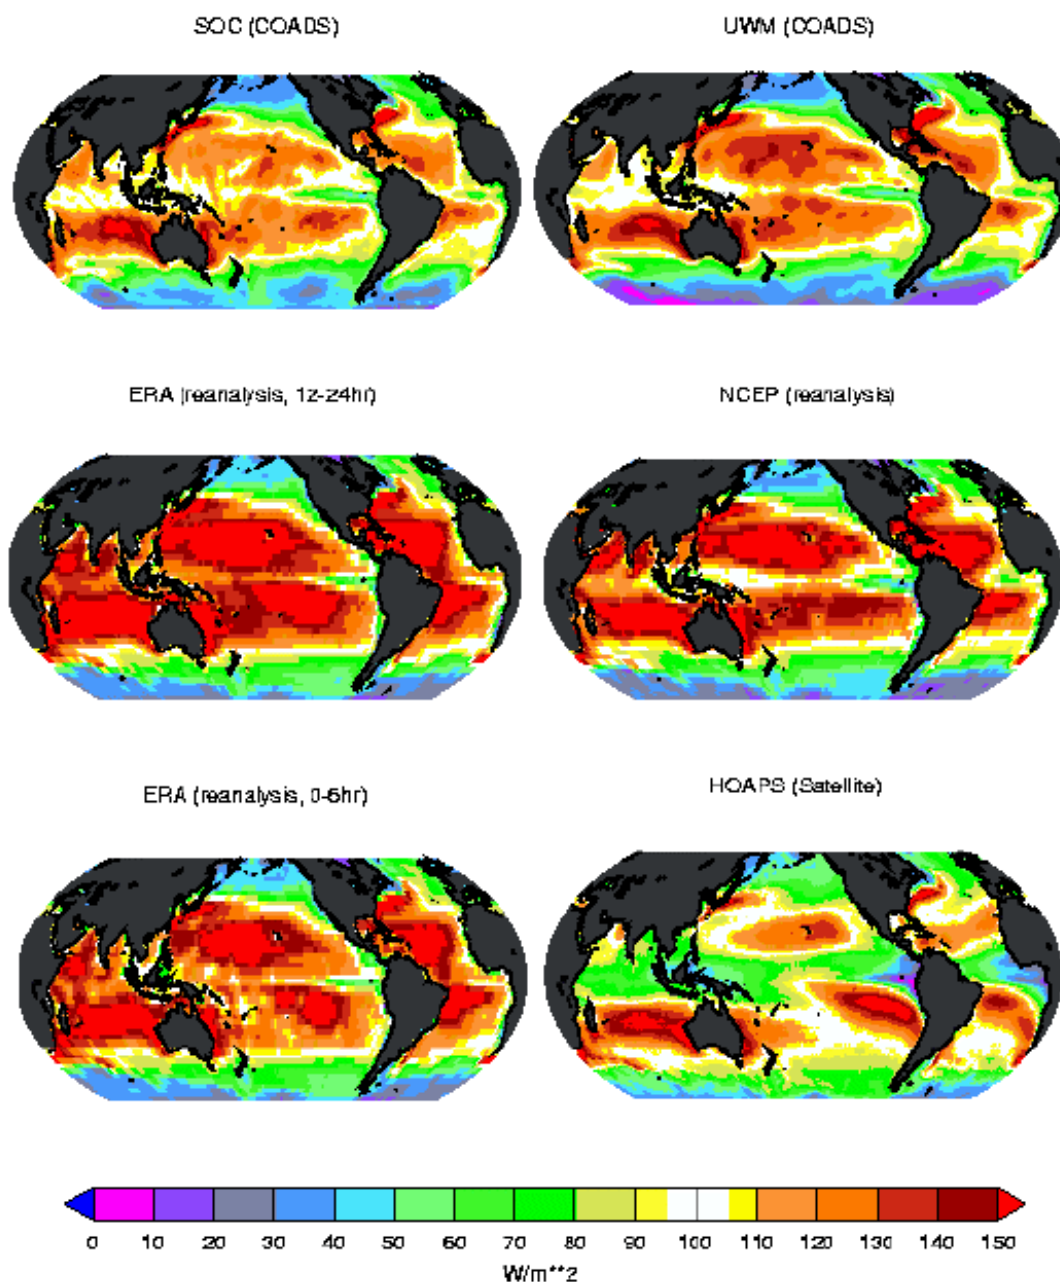 SOC (COADS)
UWM (COADS)
ERA (reanalysis, 12-24hr)
NCEP (reanalysis)
ERA (reanalysis, 0-6hr)
HOAPS (Satellite)
0 10 20 30 40 50 60 70 80 90 100 110 120 130 140 150
W/m**2